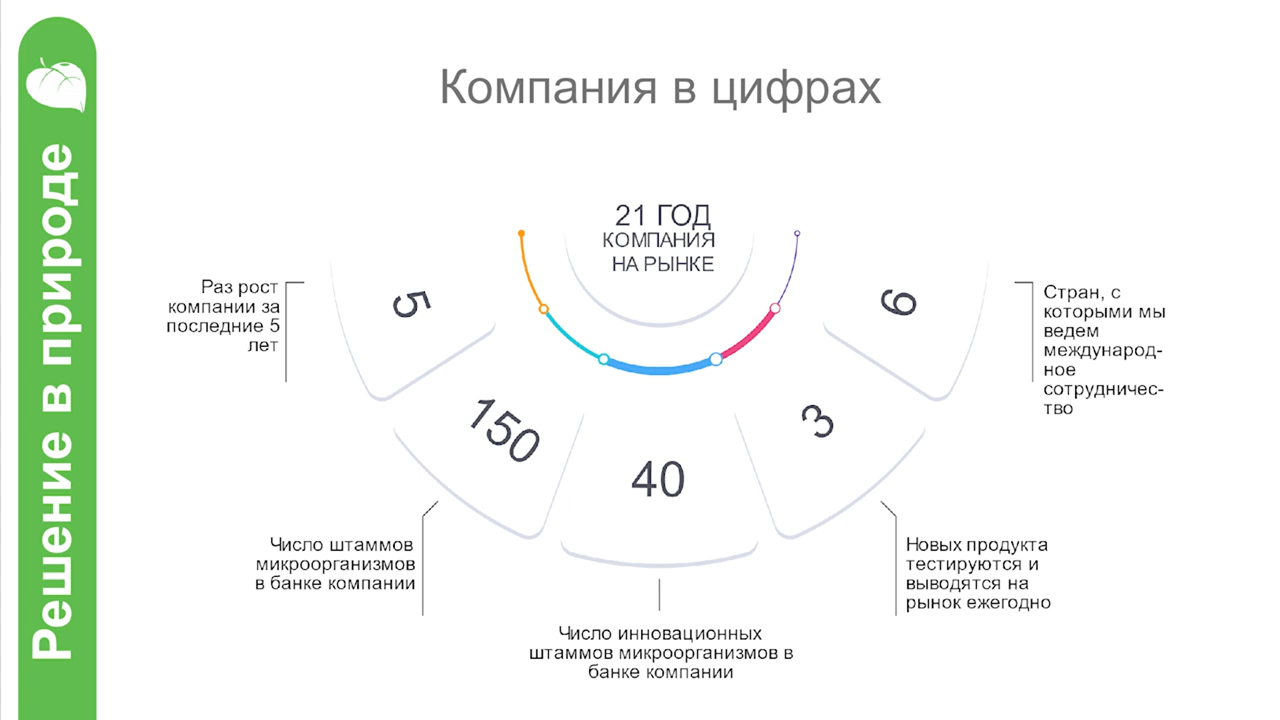 Решение в природе
Компания в цифрах
21 ГОД
КОМПАНИЯ
НА РЫНКЕ
5
Раз рост
компании за
последние 5
лет
150
Число штаммов
микроорганизмов
в банке компании
40
Число инновационных
штаммов микроорганизмов в
банке компании
3
Новых продукта
тестируются и
выводятся на
рынок ежегодно
6
Стран, с
которыми мы
ведем
международ-
ное
сотрудничес-
тво